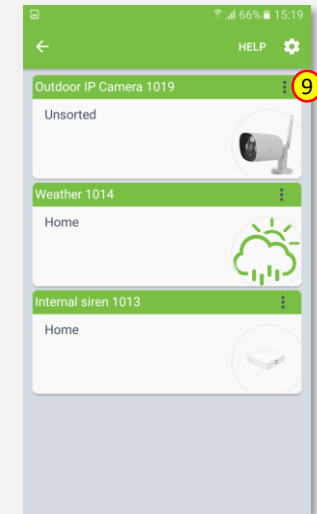 66% 15:19
HELP
Outdoor IP Camera 1019
9
Unsorted
Weather 1014
Home
Internal siren 1013
Home